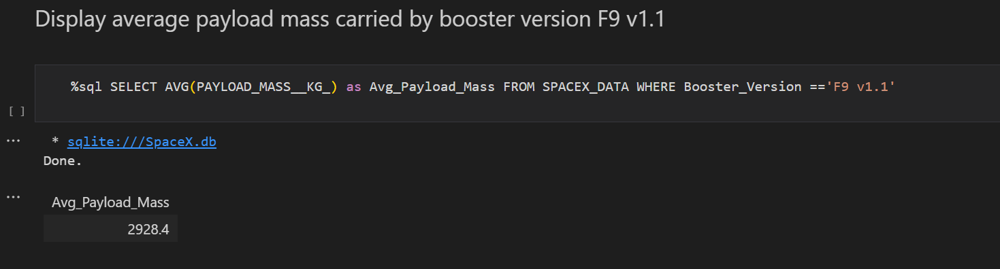 Display average payload mass carried by booster version F9 v1.1
%sql SELECT AVG(PAYLOAD_MASS__KG_) as Avg_Payload_Mass FROM SPACEX_DATA WHERE Booster_Version =='F9 v1.1'
[ ]
... * sqlite:///SpaceX.db
Done.
...
Avg_Payload_Mass
2928.4